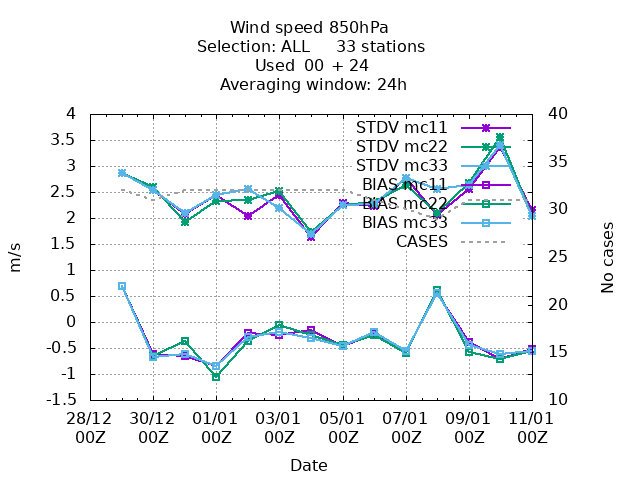 Wind speed 850hPa
Selection: ALL     33 stations
Used  00 + 24
Averaging window: 24h
4
3.5
3
2.5
2
1.5
1
0.5
0
-0.5
-1
-1.5
m/s
40
35
30
25
20
15
10
No cases
STDV mc11
STDV mc22
STDV mc33
BIAS mc11
BIAS mc22
BIAS mc33
CASES
28/12 30/12 01/01 03/01 05/01 07/01 09/01 11/01
00Z 00Z 00Z 00Z 00Z 00Z 00Z 00Z
Date